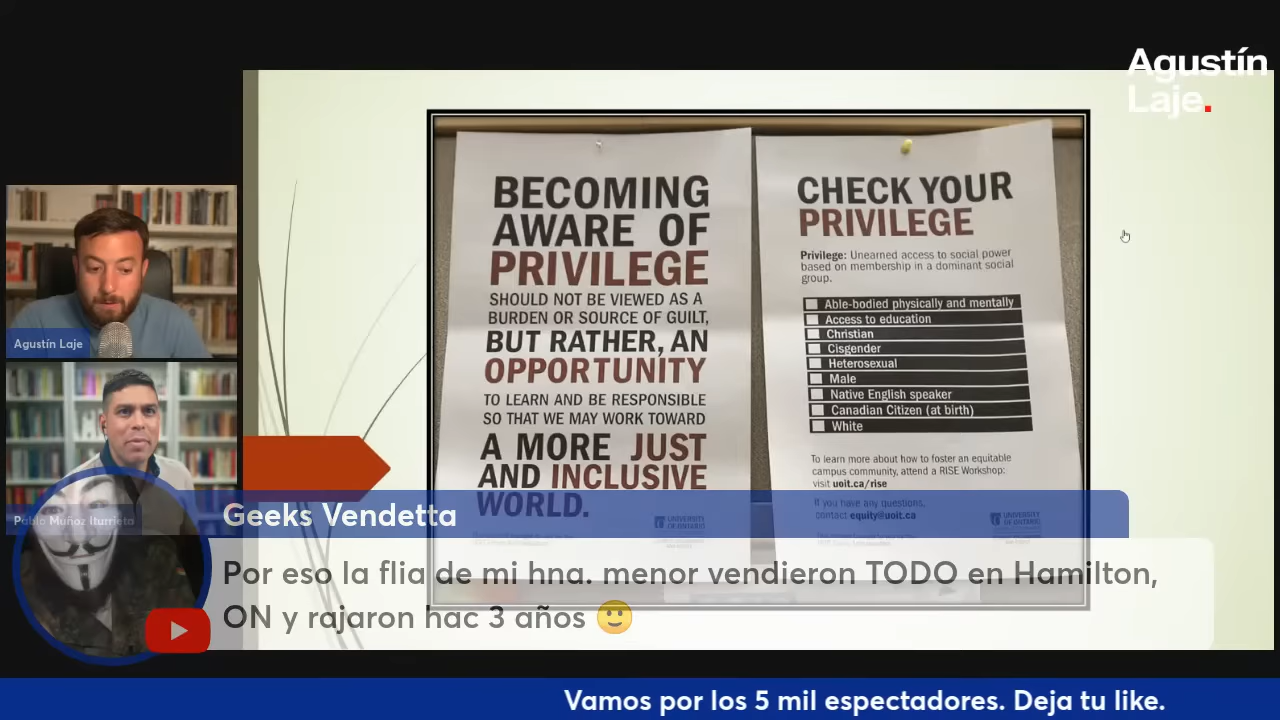 Agustín
Laje.
BECOMING
AWARE OF
PRIVILEGE
SHOULD NOT BE VIEWED AS A
BURDEN OR SOURCE OF GUILT,
BUT RATHER, AN
OPPORTUNITY
TO LEARN AND BE RESPONSIBLE
SO THAT WE MAY WORK TOWARD
A MORE JUST
AND INCLUSIVE
WORLD.
UNIVERSITY
OF ONTARIO
CHECK YOUR
PRIVILEGE
Privilege: Unearned access to social power
based on membership in a dominant social
group.
Able-bodied physically and mentally
Access to education
Christian
Cisgender
Heterosexual
Male
Native English speaker
Canadian Citizen (at birth)
White
To learn more about how to foster an equitable
campus community, attend a RISE Workshop:
visit uoit.ca/rise
If you have any questions,
contact equity@uoit.ca
UNIVERSITY
OF ONTARIO
Agustín Laje
Pablo Muñoz Iturrieta
Geeks Vendetta
Por eso la flia de mi hna. menor vendieron TODO en Hamilton,
ON y rajaron hac 3 años
Vamos por los 5 mil espectadores. Deja tu like.